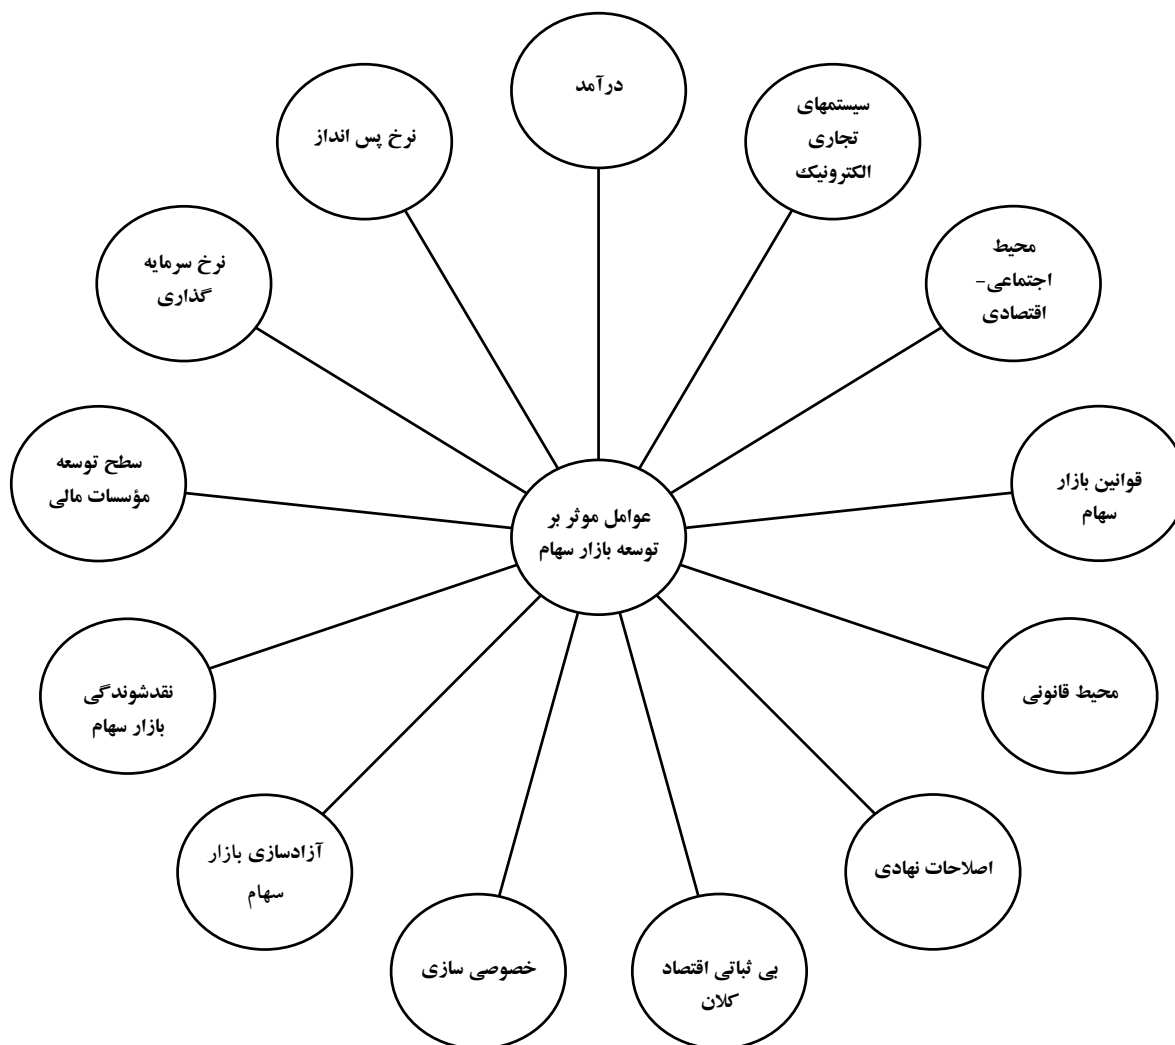 درآمد
سیستمهای
تجاری
الکترونیک
محیط
اجتماعی-
اقتصادی
قوانین بازار
سهام
محیط قانونی
اصلاحات نهادی
بی ثباتی اقتصاد
کلان
خصوصی سازی
آزادسازی بازار
سهام
نقدشوندگی
بازار سهام
سطح توسعه
مؤسسات مالی
نرخ سرمایه
گذاری
نرخ پس انداز
عوامل موثر بر
توسعه بازار سهام